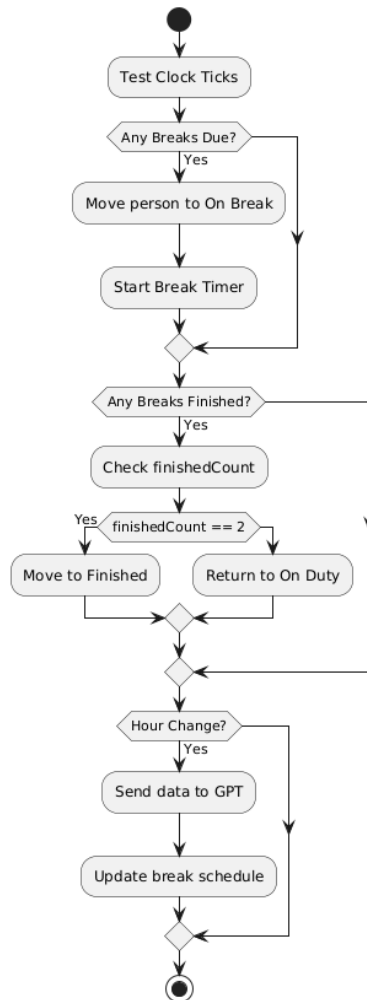 Test Clock Ticks
Any Breaks Due?
Yes
Move person to On Break
Start Break Timer
Any Breaks Finished?
Yes
Check finishedCount
Yes
finishedCount == 2
Move to Finished
Return to On Duty
Hour Change?
Yes
Send data to GPT
Update break schedule